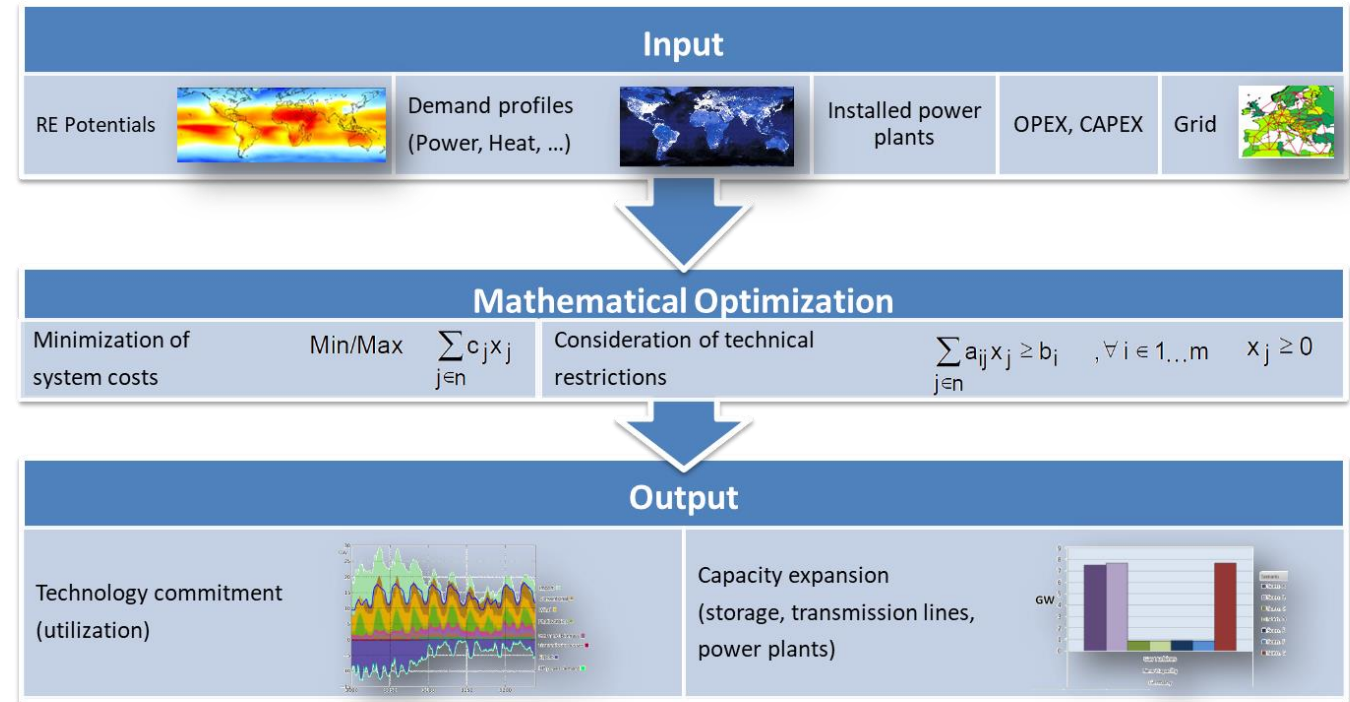 Input
RE Potentials
Demand profiles
(Power, Heat, ...)
Installed power
plants
OPEX, CAPEX
Grid
Mathematical Optimization
Minimization of
system costs
Min/Max ∑ c_j x_j
j∈n
Consideration of technical
restrictions
∑ a_ij x_j ≥ b_i , ∀ i ∈ 1...m x_j ≥ 0
j∈n
Output
Technology commitment
(utilization)
Capacity expansion
(storage, transmission lines,
power plants)
GW